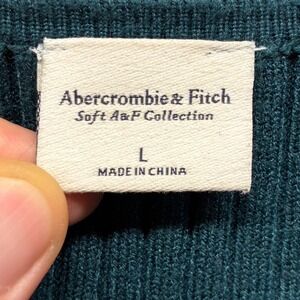 Abercrombie & Fitch
Soft A&F Collection
L
MADE IN CHINA